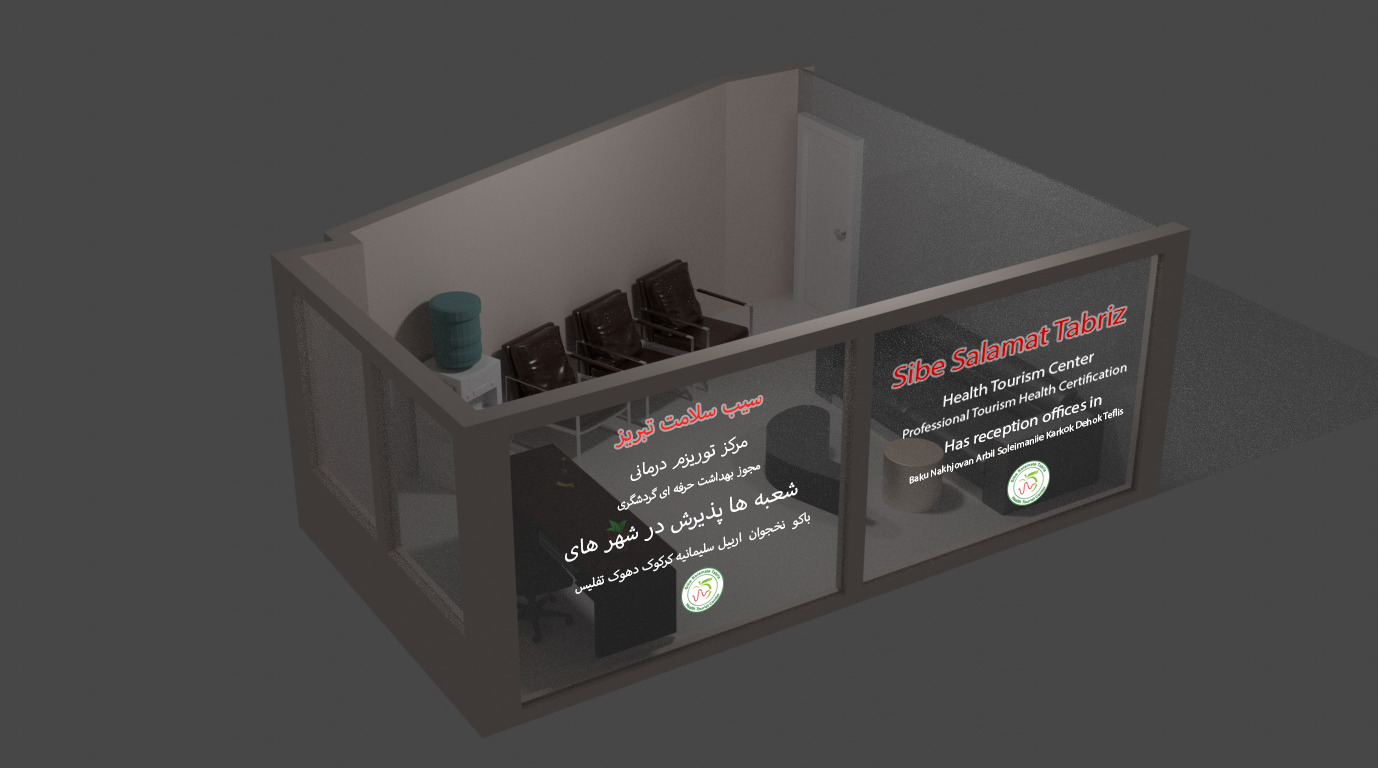 سیب سلامت تبریز
مرکز توریزم درمانی
مجوز بهداشت حرفه ای گردشگری
شعبه ها پذیرش در شهر های
باکو نخجوان اربیل سلیمانیه کرکوک دهوک تفلیس
Sibe Salamat Tabriz
Health Tourism Center
Professional Tourism Health Certification
Has reception offices in
Baku Nakhjovan Arbil Soleimaniie Karkok Dehok Teflis